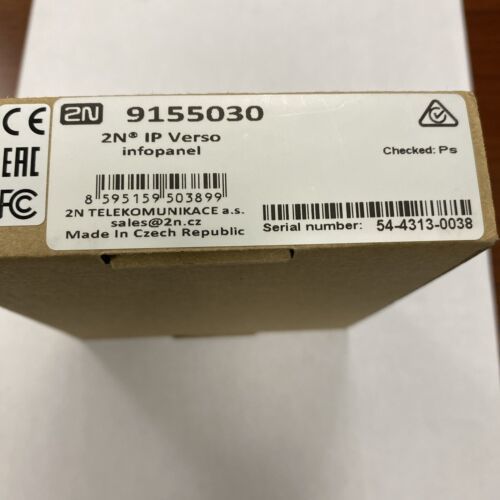 CE
EAC
FC
2N 9155030
2N® IP Verso
infopanel
8 595159 503899
2N TELEKOMUNIKACE a.s.
sales@2n.cz
Made In Czech Republic
Checked: Ps
Serial number: 54-4313-0038